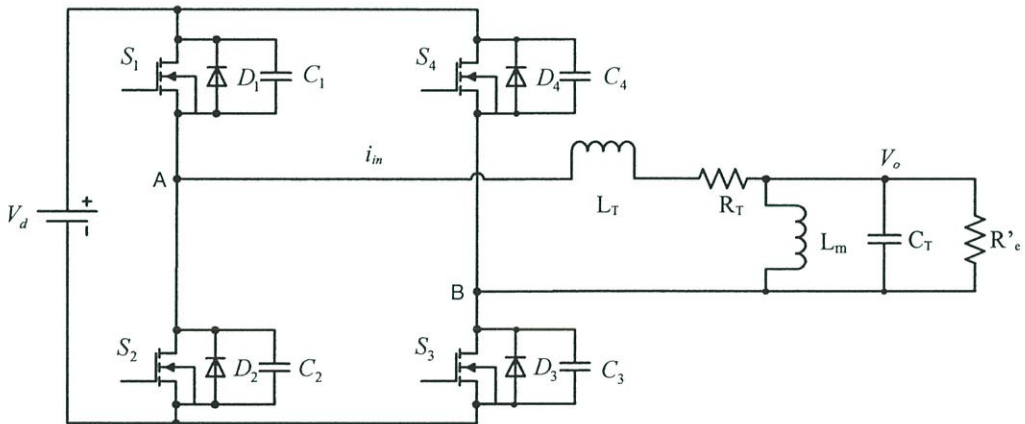 S1 D1 C1
S4 D4 C4
iin
A
LT
RT
Vo
Vd + -
Lm
CT
R'e
B
S2 D2 C2
S3 D3 C3